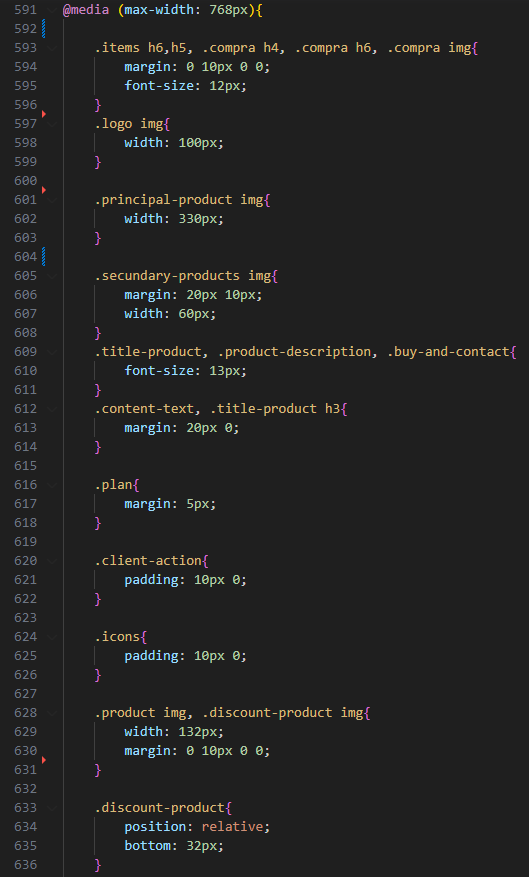 591 @media (max-width: 768px){
592
593 .items h6,h5, .compra h4, .compra h6, .compra img{
594 margin: 0 10px 0 0;
595 font-size: 12px;
596 }
597 .logo img{
598 width: 100px;
599 }
600
601 .principal-product img{
602 width: 330px;
603 }
604
605 .secundary-products img{
606 margin: 20px 10px;
607 width: 60px;
608 }
609 .title-product, .product-description, .buy-and-contact{
610 font-size: 13px;
611 }
612 .content-text, .title-product h3{
613 margin: 20px 0;
614 }
615
616 .plan{
617 margin: 5px;
618 }
619
620 .client-action{
621 padding: 10px 0;
622 }
623
624 .icons{
625 padding: 10px 0;
626 }
627
628 .product img, .discount-product img{
629 width: 132px;
630 margin: 0 10px 0 0;
631 }
632
633 .discount-product{
634 position: relative;
635 bottom: 32px;
636 }